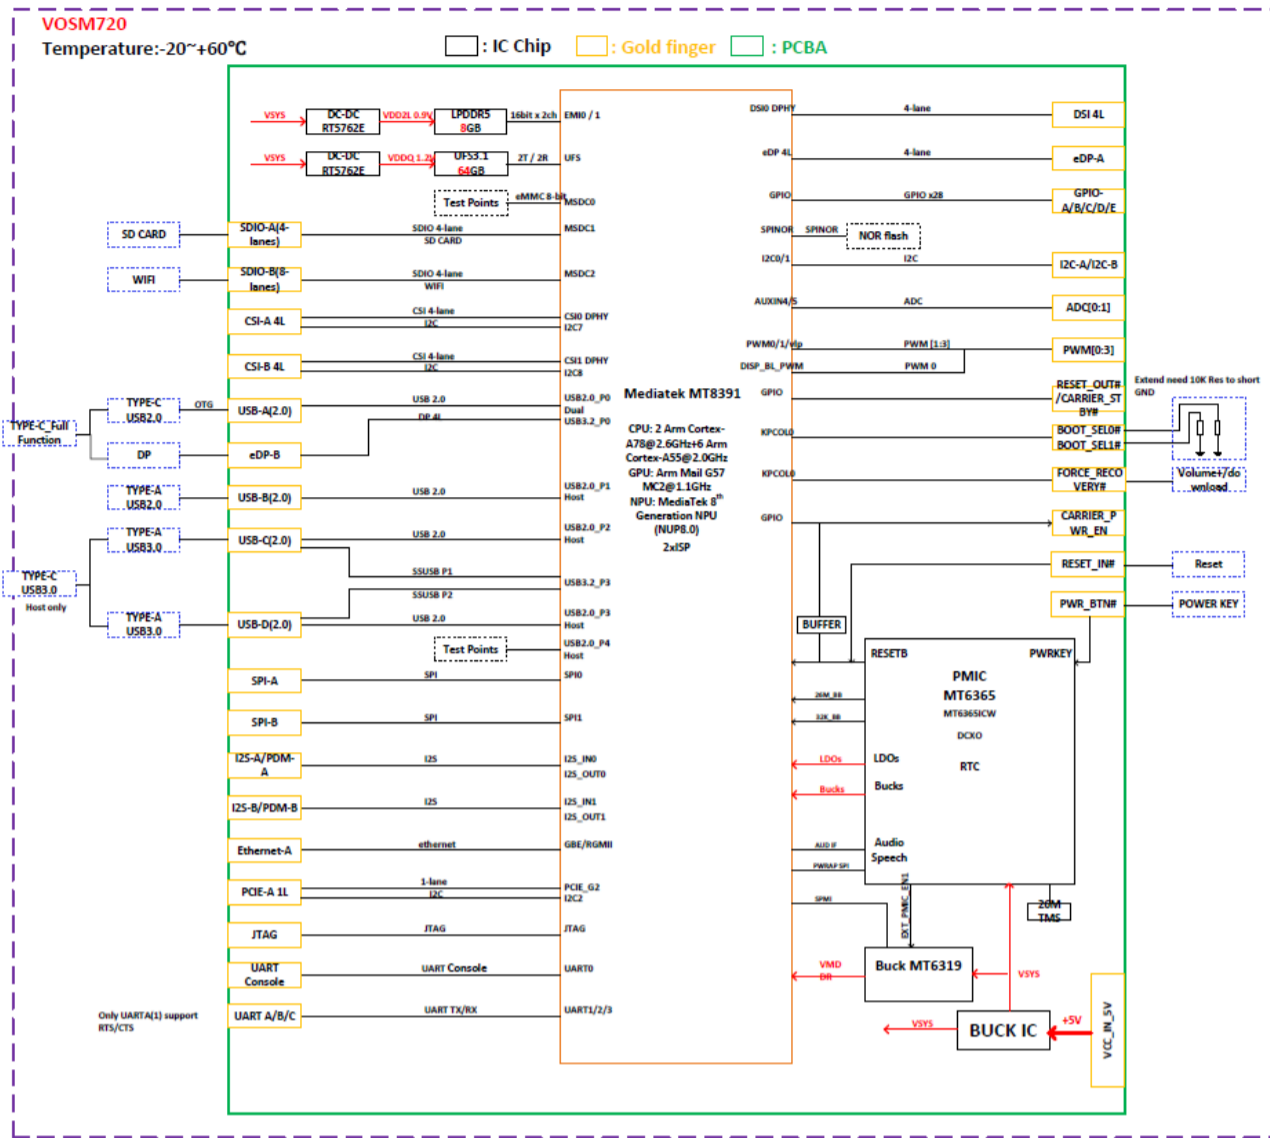 VOSM720
Temperature:-20~+60℃
: IC Chip
: Gold finger
: PCBA
VSYS
DC-DC
RT5762E
VDD2L 0.9V
LPDDR5
8GB
16bit x 2ch
EMI0 / 1
VSYS
DC-DC
RT5762E
VDDQ 1.2V
UFS3.1
64GB
2T / 2R
UFS
Test Points
eMMC 8-bit
MSDC0
SD CARD
SDIO-A(4-
lanes)
SDIO 4-lane
SD CARD
MSDC1
WIFI
SDIO-B(8-
lanes)
SDIO 4-lane
WIFI
MSDC2
CSI-A 4L
CSI 4-lane
I2C
CSI0 DPHY
I2C7
CSI-B 4L
CSI 4-lane
I2C
CSI1 DPHY
I2C8
TYPE-C_Full
Function
TYPE-C
USB2.0
OTG
USB-A(2.0)
USB 2.0
USB2.0_P0
Dual
DP
eDP-B
DP 4L
USB3.2_P0
TYPE-A
USB2.0
USB-B(2.0)
USB 2.0
USB2.0_P1
Host
TYPE-C
USB3.0
Host only
TYPE-A
USB3.0
USB-C(2.0)
USB 2.0
USB2.0_P2
Host
SSUSB P1
USB3.2_P3
SSUSB P2
TYPE-A
USB3.0
USB-D(2.0)
USB 2.0
USB2.0_P3
Host
Test Points
USB2.0_P4
Host
SPI-A
SPI
SPI0
SPI-B
SPI
SPI1
I2S-A/PDM-
A
I2S
I2S_IN0
I2S_OUT0
I2S-B/PDM-B
I2S
I2S_IN1
I2S_OUT1
Ethernet-A
ethernet
GBE/RGMII
PCIE-A 1L
1-lane
I2C
PCIE_G2
I2C2
JTAG
JTAG
JTAG
UART
Console
UART Console
UART0
Only UARTA(1) support
RTS/CTS
UART A/B/C
UART TX/RX
UART1/2/3
Mediatek MT8391
CPU: 2 Arm Cortex-
A78@2.6GHz+6 Arm
Cortex-A55@2.0GHz
GPU: Arm Mail G57
MC2@1.1GHz
NPU: MediaTek 8th
Generation NPU
(NUP8.0)
2xISP
DSI0 DPHY
4-lane
DSI 4L
eDP 4L
4-lane
eDP-A
GPIO
GPIO x28
GPIO-
A/B/C/D/E
SPINOR
SPINOR
NOR flash
I2C0/1
I2C
I2C-A/I2C-B
AUXIN4/5
ADC
ADC[0:1]
PWM0/1/vlp
PWM [1:3]
PWM[0:3]
DISP_BL_PWM
PWM 0
GPIO
RESET_OUT#
/CARRIER_ST
BY#
Extend need 10K Res to short
GND
KPCOL0
BOOT_SEL0#
BOOT_SEL1#
KPCOL0
FORCE_RECO
VERY#
Volume+/do
wnload
GPIO
CARRIER_P
WR_EN
RESET_IN#
Reset
PWR_BTN#
POWER KEY
BUFFER
RESETB
PWRKEY
PMIC
MT6365
MT6365ICW
DCXO
RTC
26M_BB
32K_BB
LDOs
LDOs
Bucks
Bucks
AUD IF
Audio
Speech
PWRAP SPI
SPMI
EXT_PMIC_EN1
26M
TMS
VMD
DR
Buck MT6319
VSYS
VSYS
BUCK IC
+5V
VCC_IN_5V